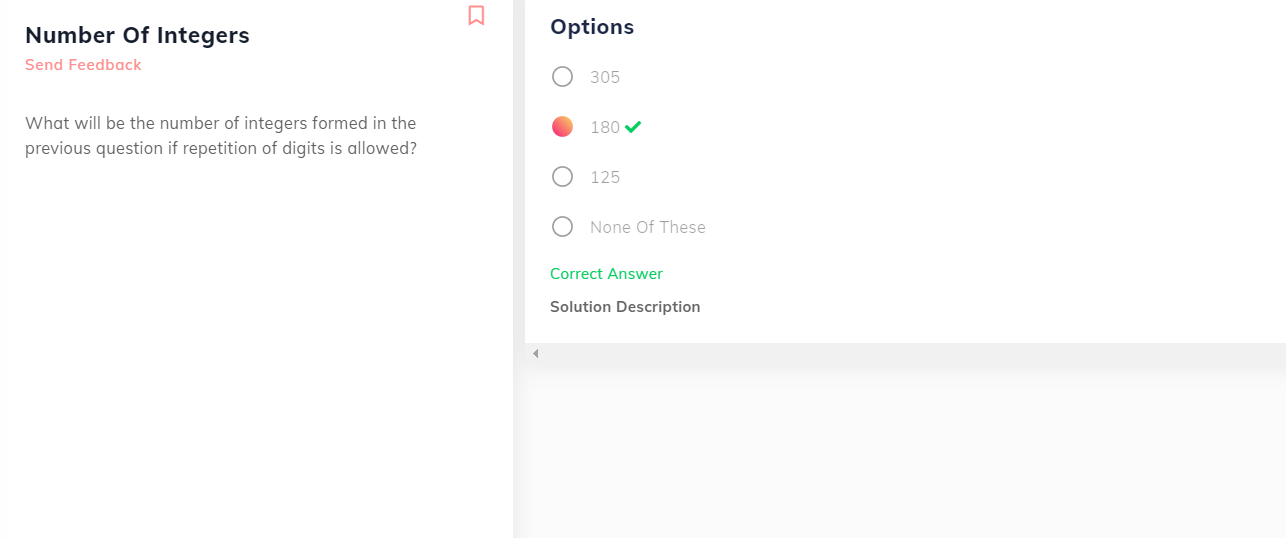 Number Of Integers
Send Feedback
What will be the number of integers formed in the
previous question if repetition of digits is allowed?
Options
305
180
125
None Of These
Correct Answer
Solution Description